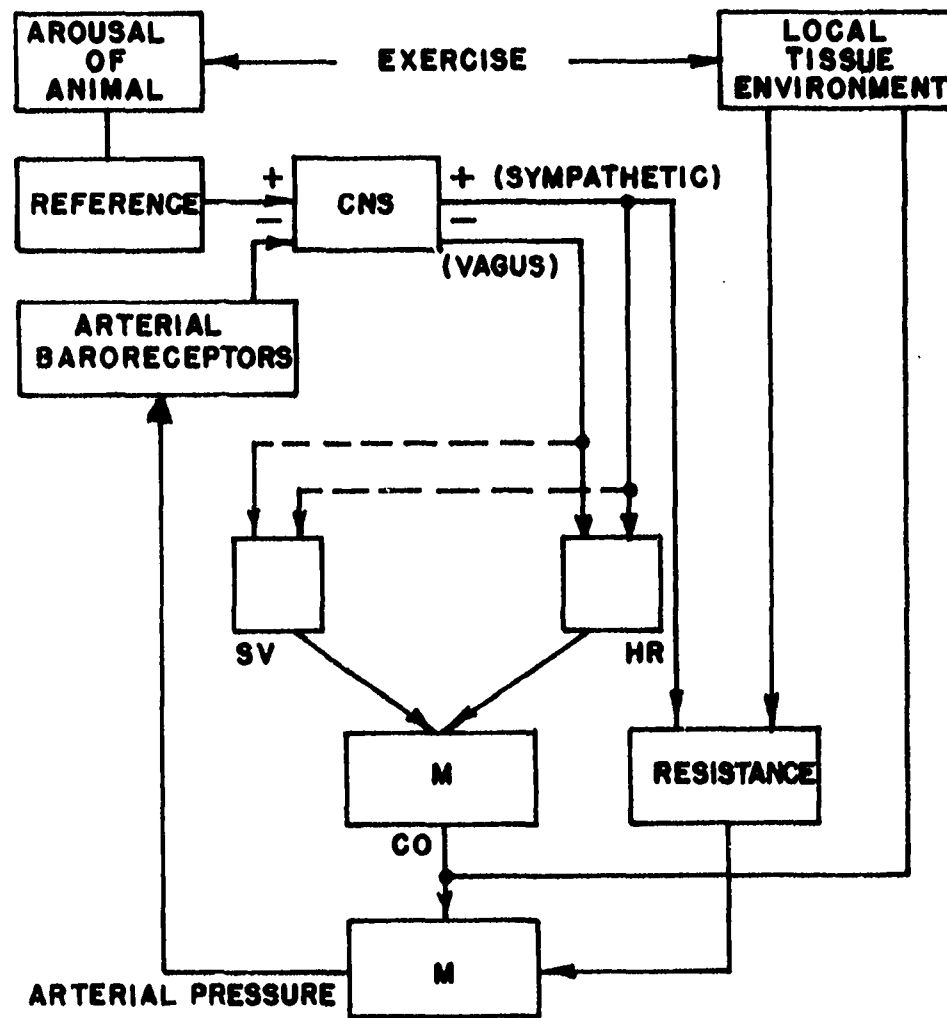 AROUSAL
OF
ANIMAL
EXERCISE
LOCAL
TISSUE
ENVIRONMENT
REFERENCE
+
−
CNS
+ (SYMPATHETIC)
−
(VAGUS)
ARTERIAL
BARORECEPTORS
SV
HR
M
RESISTANCE
CO
M
ARTERIAL PRESSURE